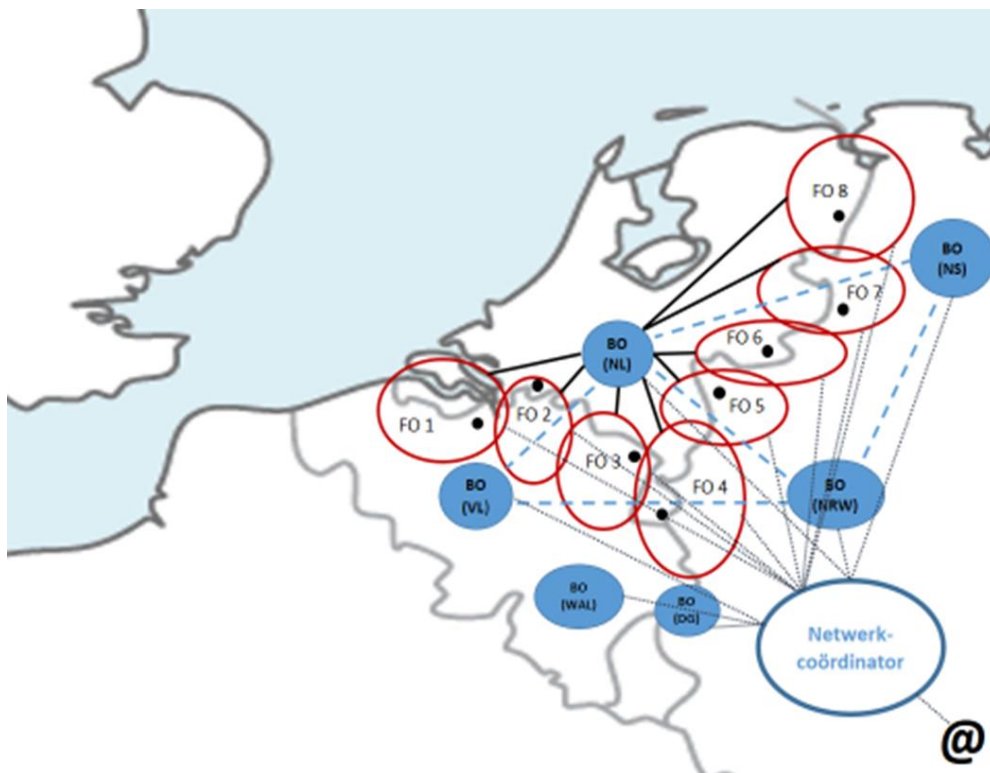 FO 8
BO
(NS)
FO 7
FO 6
BO
(NL)
FO 5
FO 2
FO 1
FO 3
FO 4
BO
(VL)
BO
(NRW)
BO
(WAL)
BO
(DG)
Netwerk-
coördinator
@